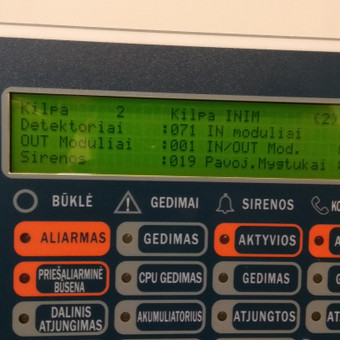 Kilpa 2 Kilpa INIM (2)
Detektoriai :071 IN moduliai
OUT Moduliai :001 IN/OUT Mod. :
Sirenos :019 Pavoj.Mygtukai :
BŪKLĖ GEDIMAI SIRENOS
ALIARMAS GEDIMAS AKTYVIOS
PRIEŠALIARMINĖ BŪSENA CPU GEDIMAS GEDIMAS
DALINIS ATJUNGIMAS AKUMULIATORIUS ATJUNGTOS